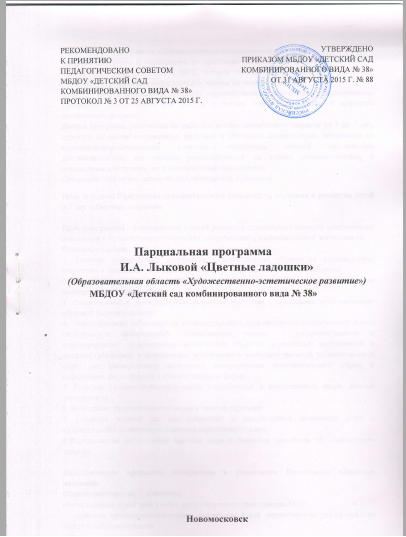 РЕКОМЕНДОВАНО
К ПРИНЯТИЮ
ПЕДАГОГИЧЕСКИМ СОВЕТОМ
МБДОУ «ДЕТСКИЙ САД
КОМБИНИРОВАННОГО ВИДА № 38»
ПРОТОКОЛ № 3 ОТ 25 АВГУСТА 2015 Г.
УТВЕРЖДЕНО
ПРИКАЗОМ МБДОУ «ДЕТСКИЙ САД
КОМБИНИРОВАННОГО ВИДА № 38»
ОТ 31 АВГУСТА 2015 Г. № 88
Парциальная программа
И.А. Лыковой «Цветные ладошки»
(Образовательная область «Художественно-эстетическое развитие»)
МБДОУ «Детский сад комбинированного вида № 38»
Новомосковск